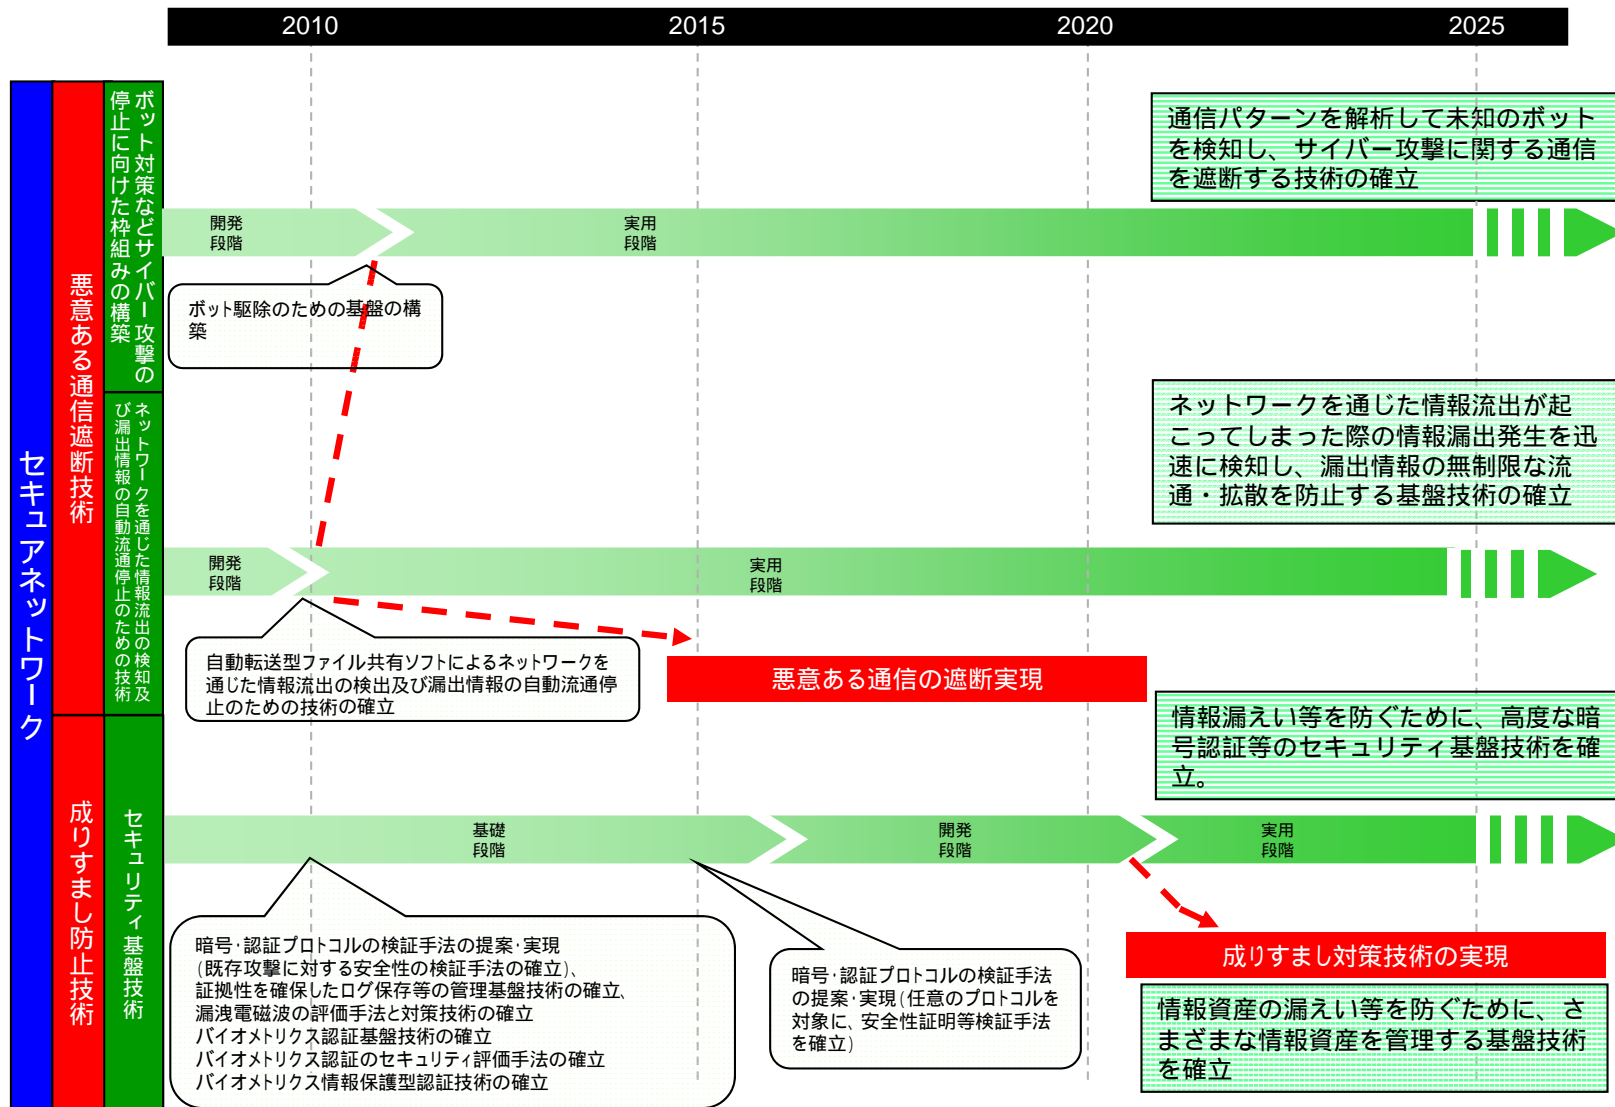 2010
2015
2020
2025
セキュアネットワーク
悪意ある通信遮断技術
成りすまし防止技術
ボット対策などサイバー攻撃の
停止に向けた枠組みの構築
ネットワークを通じた情報流出の検知及
び漏出情報の自動流通停止のための技術
セキュリティ基盤技術
通信パターンを解析して未知のボット
を検知し、サイバー攻撃に関する通信
を遮断する技術の確立
開発
段階
実用
段階
ボット駆除のための基盤の構
築
ネットワークを通じた情報流出が起
こってしまった際の情報漏出発生を迅
速に検知し、漏出情報の無制限な流
通・拡散を防止する基盤技術の確立
開発
段階
実用
段階
自動転送型ファイル共有ソフトによるネットワークを
通じた情報流出の検出及び漏出情報の自動流通停
止のための技術の確立
悪意ある通信の遮断実現
情報漏えい等を防ぐために、高度な暗
号認証等のセキュリティ基盤技術を確
立。
基礎
段階
開発
段階
実用
段階
暗号・認証プロトコルの検証手法の提案・実現
(既存攻撃に対する安全性の検証手法の確立)、
証拠性を確保したログ保存等の管理基盤技術の確立、
漏洩電磁波の評価手法と対策技術の確立
バイオメトリクス認証基盤技術の確立
バイオメトリクス認証のセキュリティ評価手法の確立
バイオメトリクス情報保護型認証技術の確立
暗号・認証プロトコルの検証手法
の提案・実現(任意のプロトコルを
対象に、安全性証明等検証手法
を確立)
成りすまし対策技術の実現
情報資産の漏えい等を防ぐために、さ
まざまな情報資産を管理する基盤技術
を確立